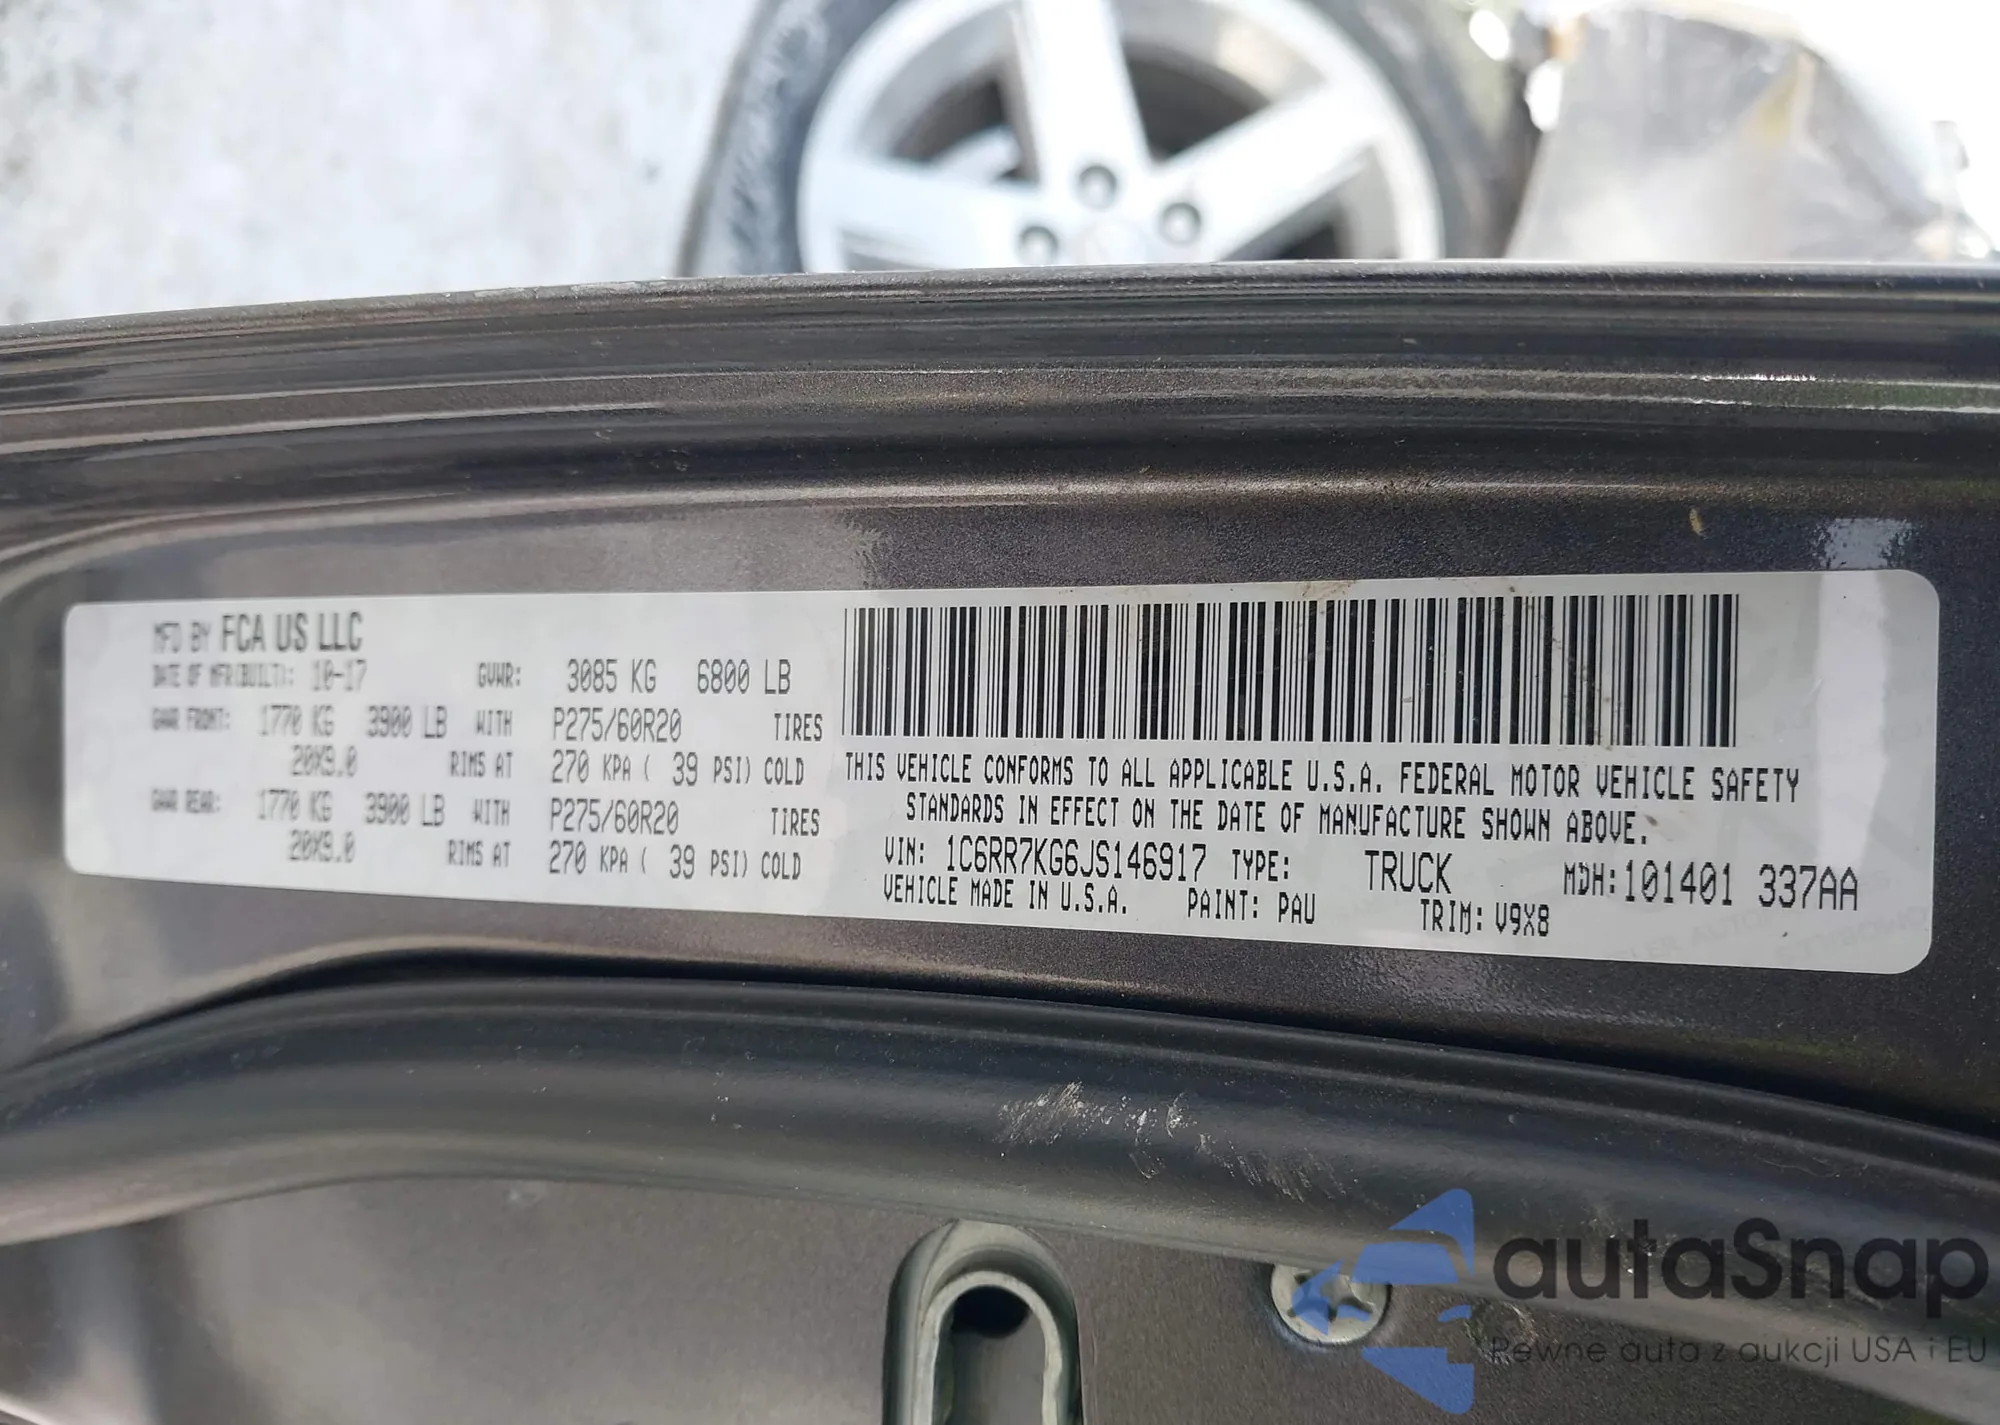 MFD BY FCA US LLC
DATE OF MFR(BUILT): 10-17 GVWR: 3085 KG 6800 LB
GAWR FRONT: 1770 KG 3900 LB WITH P275/60R20 TIRES
20X9.0 RIMS AT 270 KPA ( 39 PSI) COLD
GAWR REAR: 1770 KG 3900 LB WITH P275/60R20 TIRES
20X9.0 RIMS AT 270 KPA ( 39 PSI) COLD
THIS VEHICLE CONFORMS TO ALL APPLICABLE U.S.A. FEDERAL MOTOR VEHICLE SAFETY
STANDARDS IN EFFECT ON THE DATE OF MANUFACTURE SHOWN ABOVE.
VIN: 1C6RR7KG6JS146917 TYPE: TRUCK MDH:101401 337AA
VEHICLE MADE IN U.S.A. PAINT: PAU TRIM: V9X8
autaSnap
Pewne auta z aukcji USA i EU